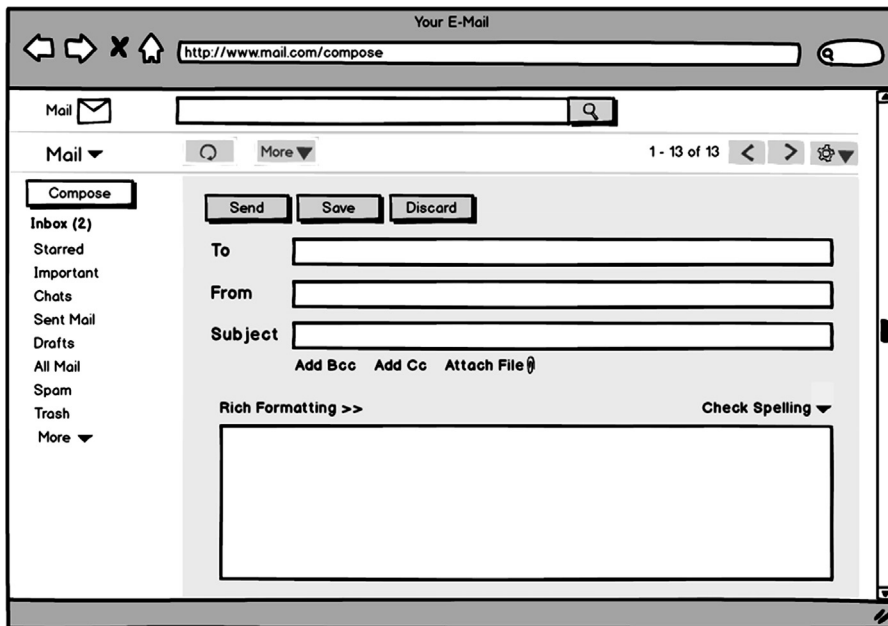 Your E-Mail
http://www.mail.com/compose
Mail
Mail
More
1 - 13 of 13
Compose
Inbox (2)
Starred
Important
Chats
Sent Mail
Drafts
All Mail
Spam
Trash
More
Send Save Discard
To
From
Subject
Add Bcc Add Cc Attach File
Rich Formatting >> Check Spelling